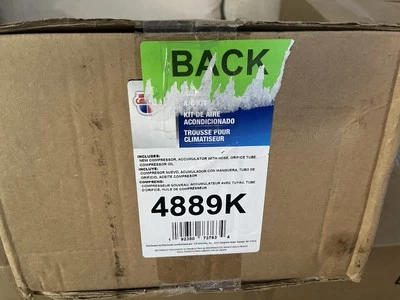 BACK
A/C KIT
KIT DE AIRE
ACONDICIONADO
TROUSSE POUR
CLIMATISEUR
INCLUDES:
NEW COMPRESSOR, ACCUMULATOR WITH HOSE, ORIFICE TUBE,
COMPRESSOR OIL
INCLUYE:
COMPRESOR NUEVO, ACUMULADOR CON MANGUERA, TUBO DE
ORIFICIO, ACEITE COMPRESOR
COMPREND:
COMPRESSEUR NOUVEAU, ACCUMULATEUR AVEC TUYAU, TUBE
D'ORIFICE, HUILE DE COMPRESSEUR
4889K